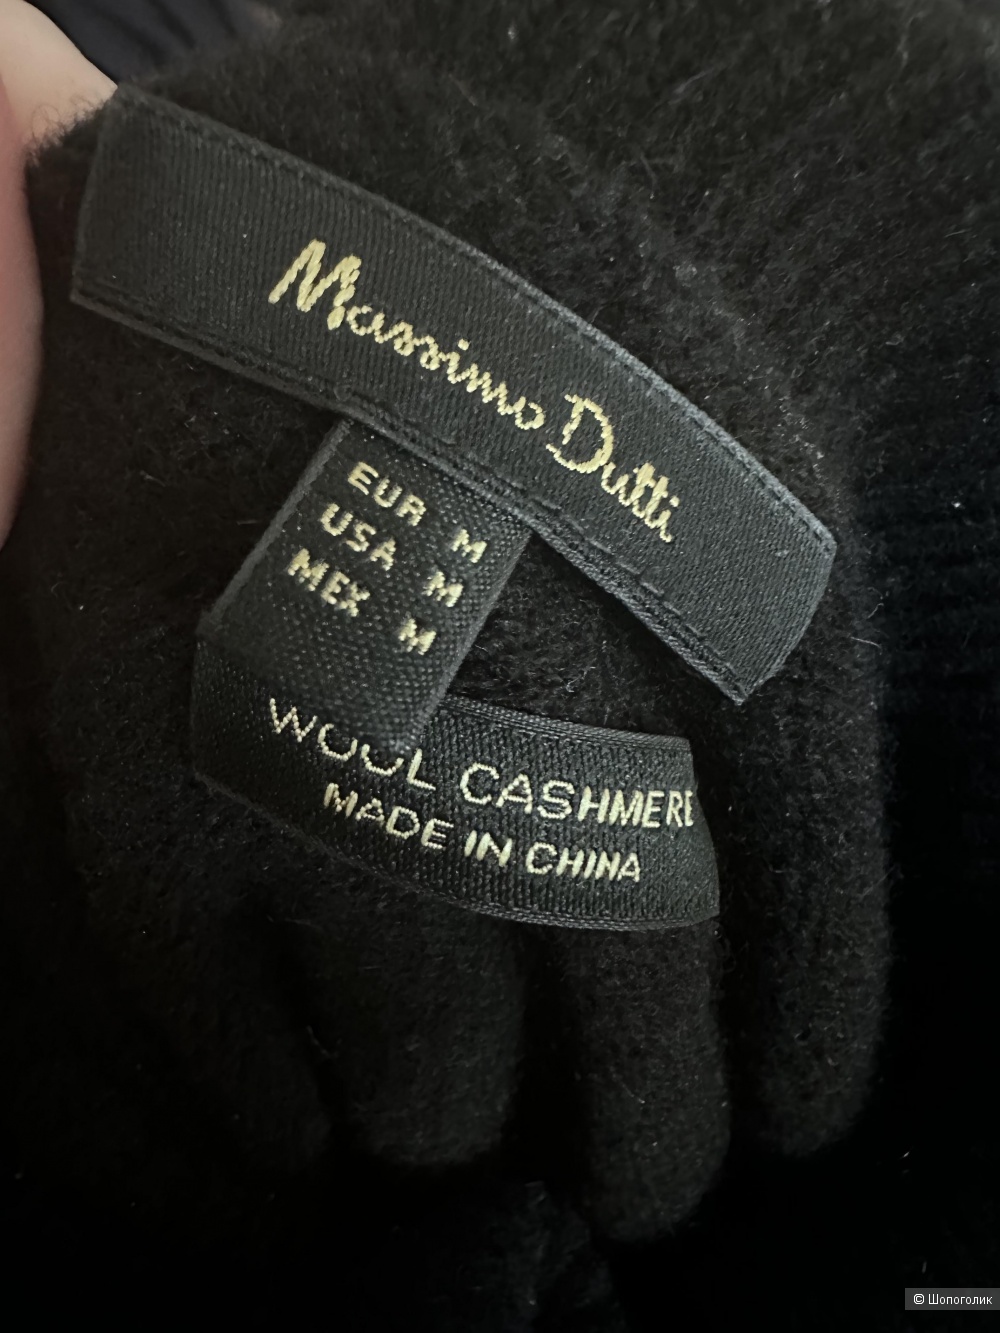 Massimo Dutti
EUR M
USA M
MEX M
WOOL CASHMERE
MADE IN CHINA
© Шопоголик